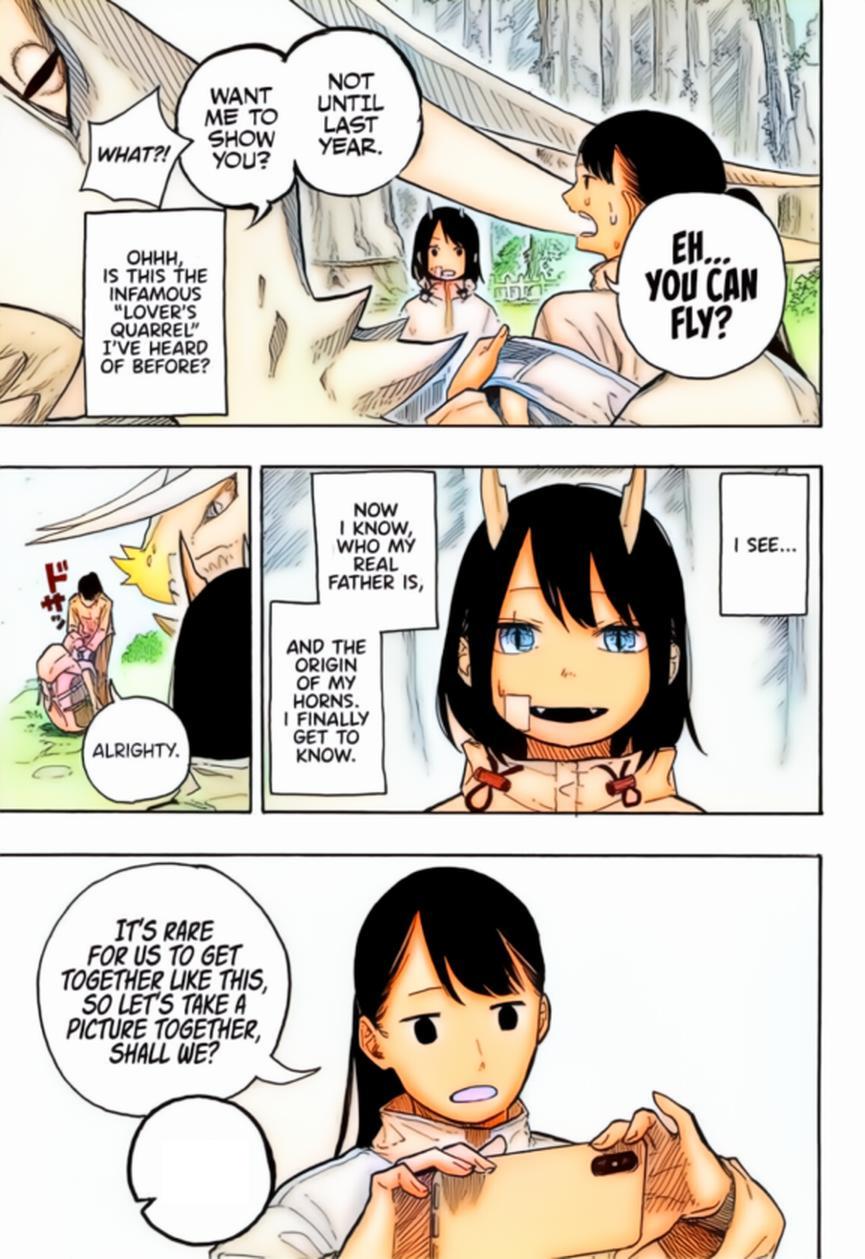 EH...
YOU CAN
FLY?
NOT
UNTIL
LAST
YEAR.
WANT
ME TO
SHOW
YOU?
WHAT?!
OHHH,
IS THIS THE
INFAMOUS
"LOVER'S
QUARREL"
I'VE HEARD
OF BEFORE?
I SEE...
NOW
I KNOW,
WHO MY
REAL
FATHER IS,
AND THE
ORIGIN
OF MY
HORNS.
I FINALLY
GET TO
KNOW.
ドサッ
ALRIGHTY.
IT'S RARE
FOR US TO GET
TOGETHER LIKE THIS,
SO LET'S TAKE A
PICTURE TOGETHER,
SHALL WE?